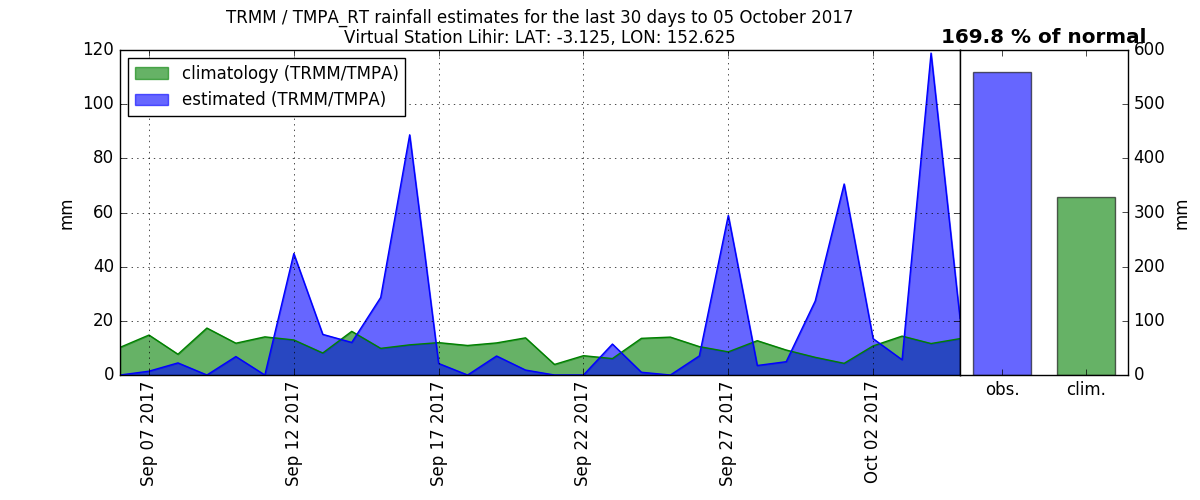 TRMM / TMPA_RT rainfall estimates for the last 30 days to 05 October 2017
Virtual Station Lihir: LAT: -3.125, LON: 152.625
169.8 % of normal
climatology (TRMM/TMPA)
estimated (TRMM/TMPA)
120
100
80
60
40
20
0
mm
Sep 07 2017
Sep 12 2017
Sep 17 2017
Sep 22 2017
Sep 27 2017
Oct 02 2017
obs.
clim.
600
500
400
300
200
100
0
mm